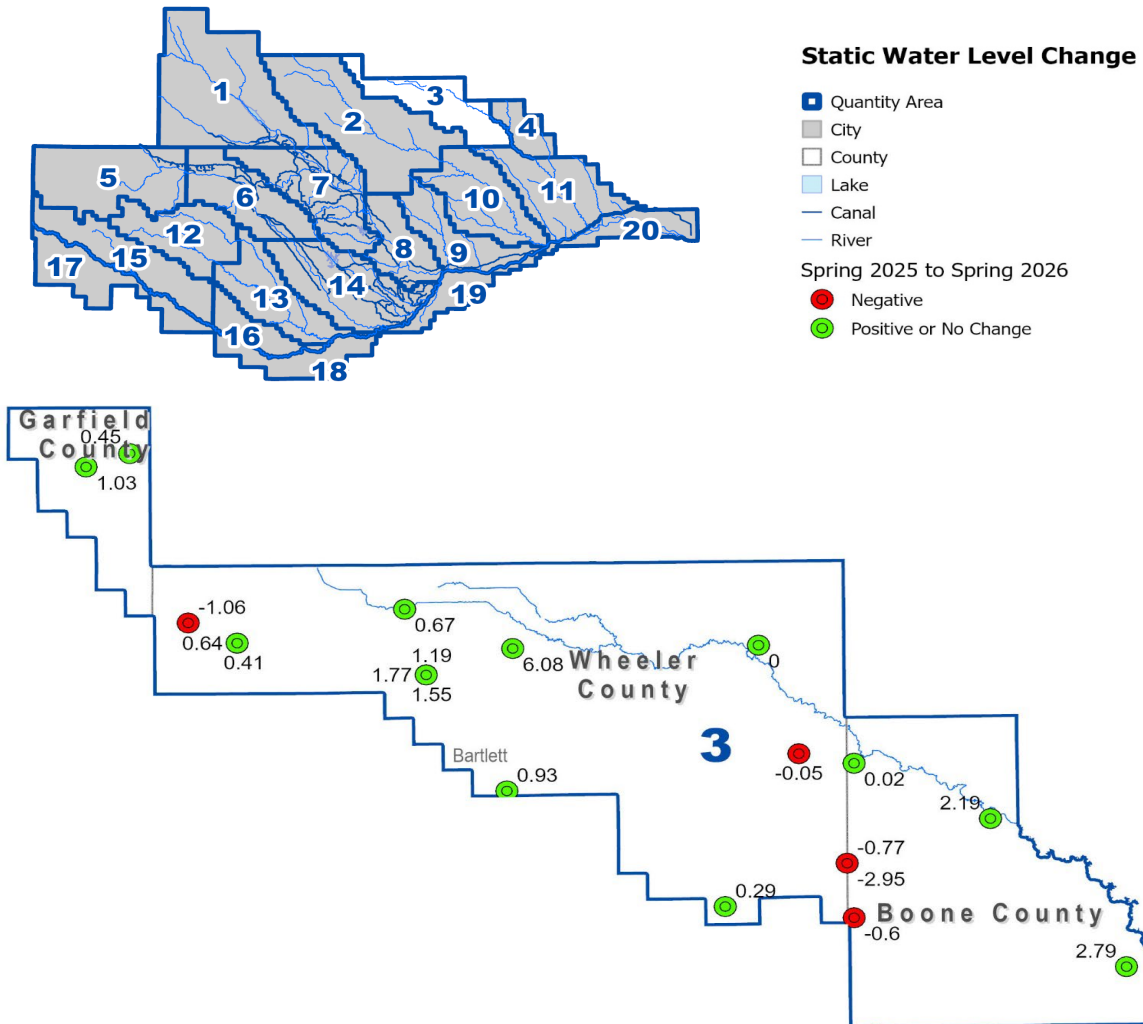 Static Water Level Change
Quantity Area
City
County
Lake
Canal
River
Spring 2025 to Spring 2026
Negative
Positive or No Change
1
2
3
4
5
6
7
8
9
10
11
12
13
14
15
16
17
18
19
20
Garfield
County
0.45
1.03
-1.06
0.64
0.41
0.67
1.19
1.77
1.55
6.08
Wheeler
County
0
3
Bartlett
0.93
-0.05
0.02
2.19
-0.77
-2.95
0.29
-0.6
Boone County
2.79